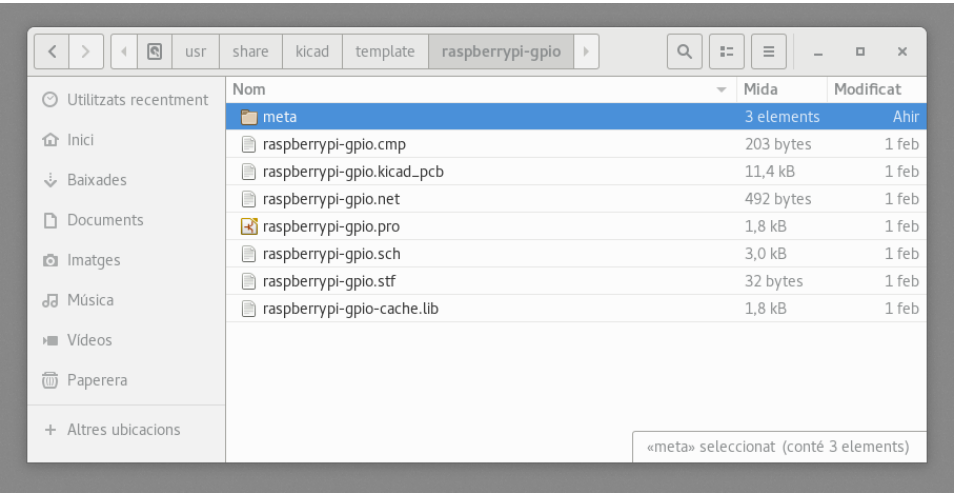 usr share kicad template raspberrypi-gpio
Nom Mida Modificat
Utilitzats recentment
Inici
Baixades
Documents
Imatges
Música
Vídeos
Paperera
Altres ubicacions
meta 3 elements Ahir
raspberrypi-gpio.cmp 203 bytes 1 feb
raspberrypi-gpio.kicad_pcb 11,4 kB 1 feb
raspberrypi-gpio.net 492 bytes 1 feb
raspberrypi-gpio.pro 1,8 kB 1 feb
raspberrypi-gpio.sch 3,0 kB 1 feb
raspberrypi-gpio.stf 32 bytes 1 feb
raspberrypi-gpio-cache.lib 1,8 kB 1 feb
«meta» seleccionat (conté 3 elements)